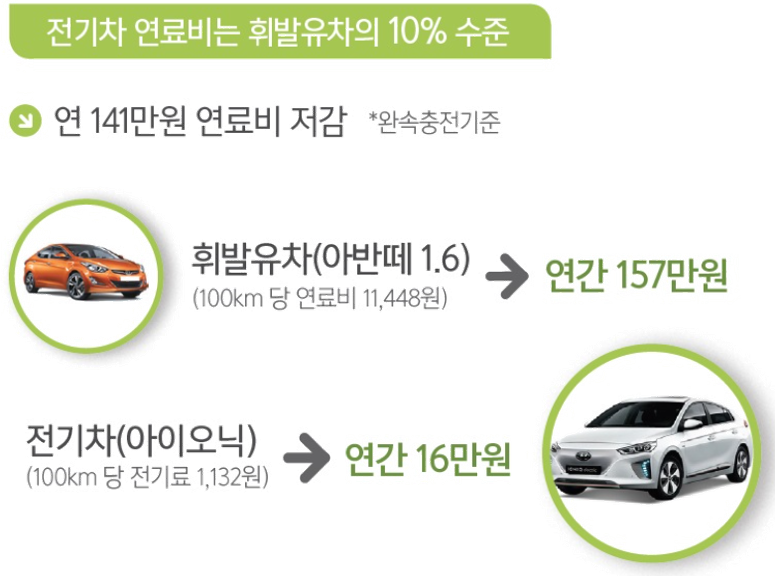 전기차 연료비는 휘발유차의 10% 수준
연 141만원 연료비 저감 *완속충전기준
휘발유차(아반떼 1.6)
(100km 당 연료비 11,448원)
연간 157만원
전기차(아이오닉)
(100km 당 전기료 1,132원)
연간 16만원